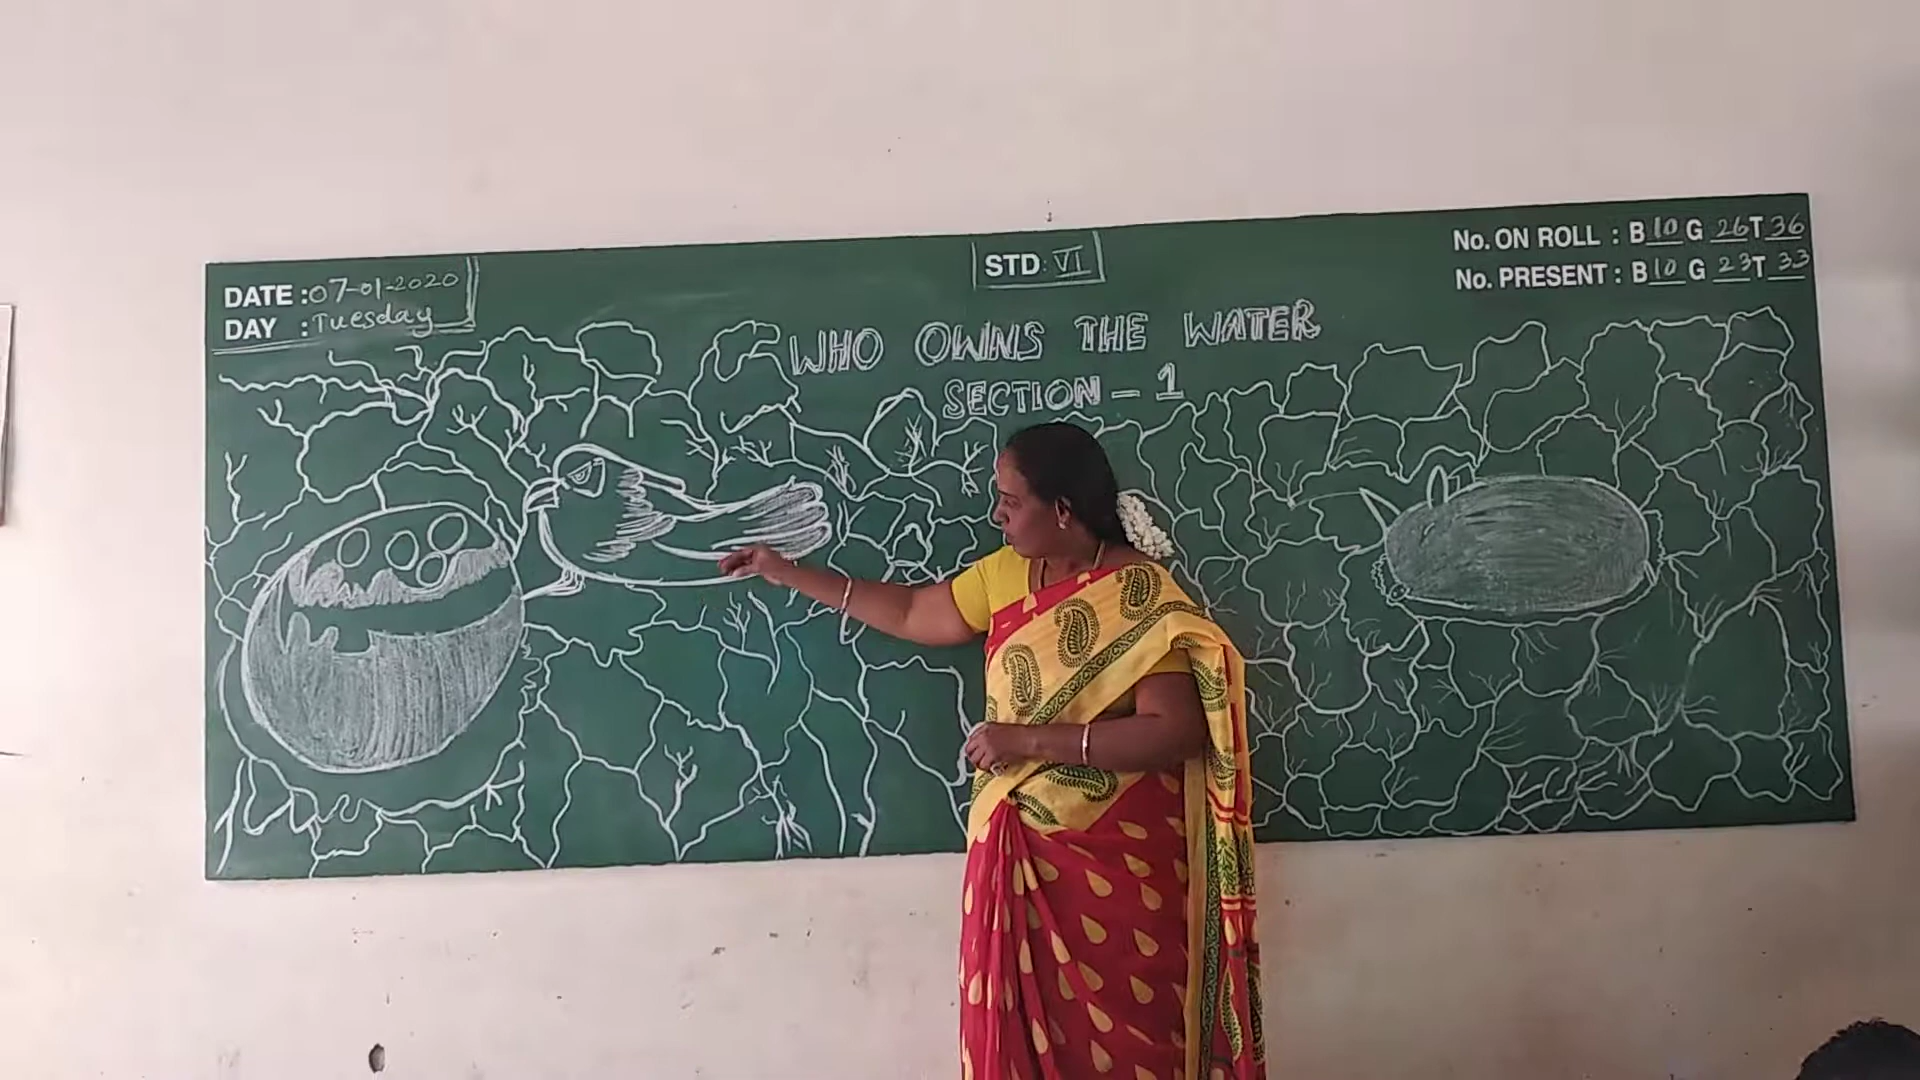 DATE : 07-01-2020
DAY : Tuesday
STD : VI
No. ON ROLL : B 10 G 26 T 36
No. PRESENT : B 10 G 23 T 33
WHO OWNS THE WATER
SECTION - 1